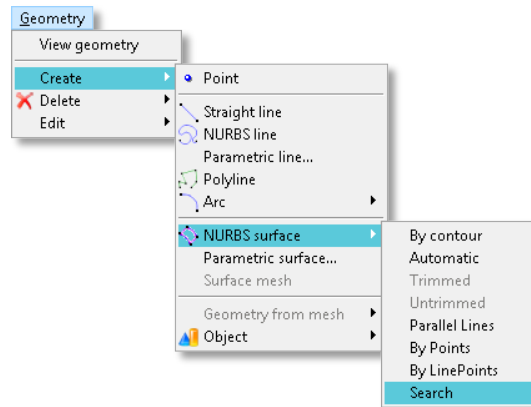 Geometry
View geometry
Create
Delete
Edit
Point
Straight line
NURBS line
Parametric line...
Polyline
Arc
NURBS surface
Parametric surface...
Surface mesh
Geometry from mesh
Object
By contour
Automatic
Trimmed
Untrimmed
Parallel Lines
By Points
By LinePoints
Search